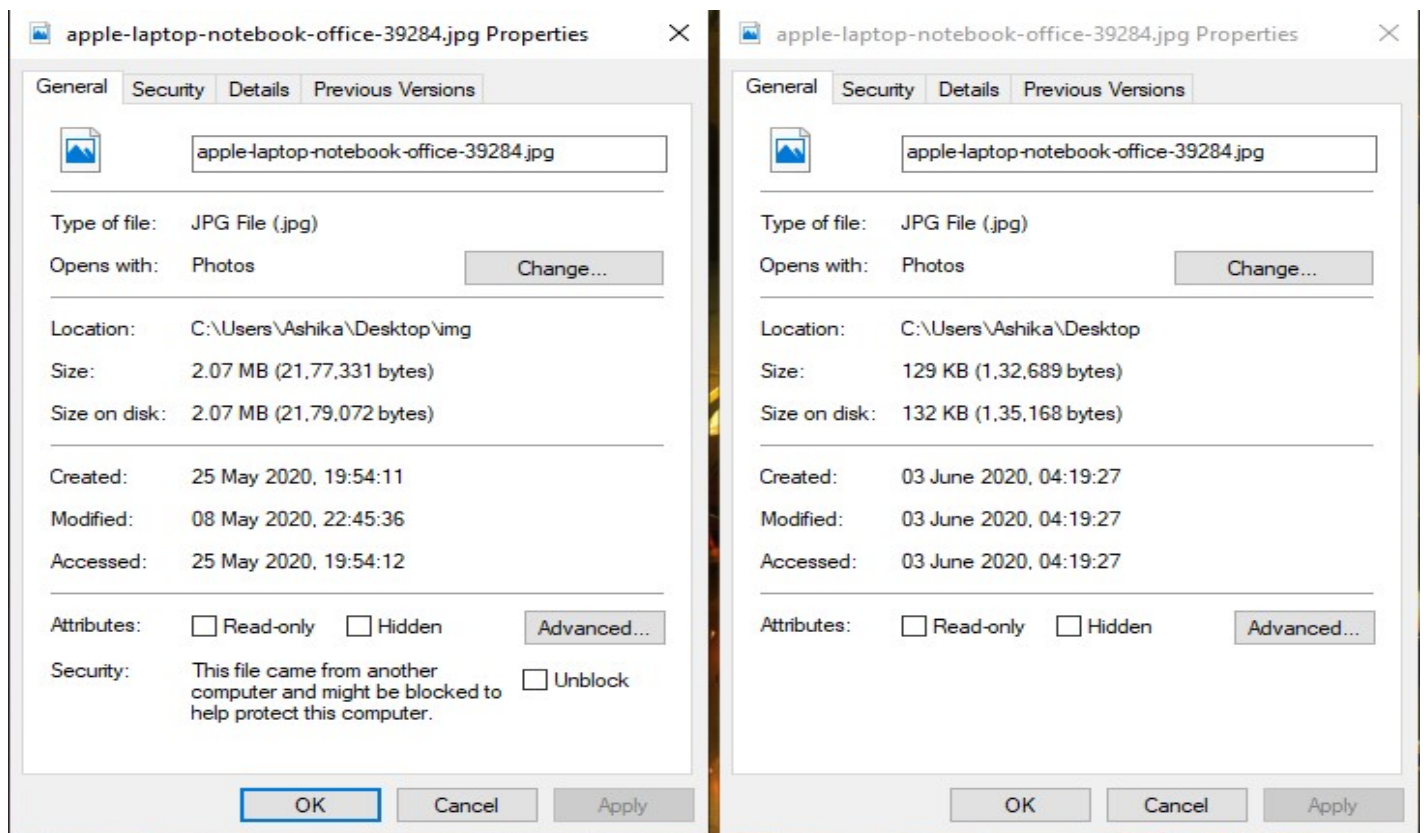 apple-laptop-notebook-office-39284.jpg Properties
General Security Details Previous Versions
apple-laptop-notebook-office-39284.jpg
Type of file: JPG File (.jpg)
Opens with: Photos Change...
Location: C:\Users\Ashika\Desktop\img
Size: 2.07 MB (21,77,331 bytes)
Size on disk: 2.07 MB (21,79,072 bytes)
Created: 25 May 2020, 19:54:11
Modified: 08 May 2020, 22:45:36
Accessed: 25 May 2020, 19:54:12
Attributes: Read-only Hidden Advanced...
Security: This file came from another
computer and might be blocked to
help protect this computer.
Unblock
OK Cancel Apply
apple-laptop-notebook-office-39284.jpg Properties
General Security Details Previous Versions
apple-laptop-notebook-office-39284.jpg
Type of file: JPG File (.jpg)
Opens with: Photos Change...
Location: C:\Users\Ashika\Desktop
Size: 129 KB (1,32,689 bytes)
Size on disk: 132 KB (1,35,168 bytes)
Created: 03 June 2020, 04:19:27
Modified: 03 June 2020, 04:19:27
Accessed: 03 June 2020, 04:19:27
Attributes: Read-only Hidden Advanced...
OK Cancel Apply